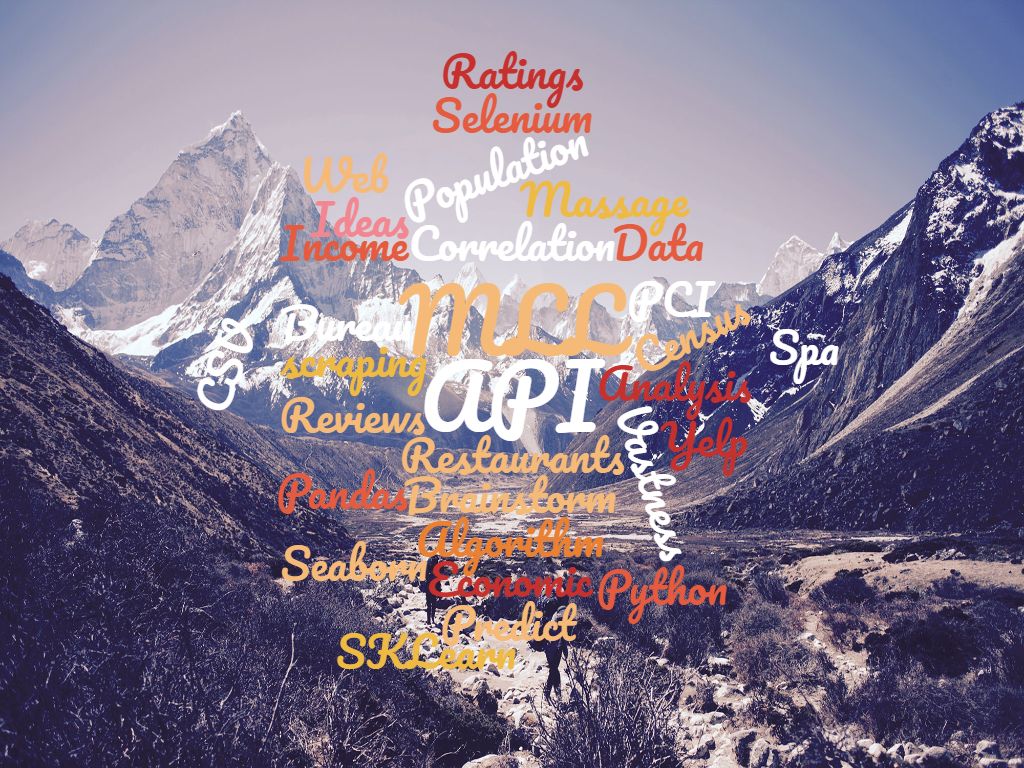 Ratings
Selenium
Population
Web
Massage
Ideas
Income
Correlation
Data
MLL
PCI
Bureau
Census
CSV
scraping
API
Spa
Analysis
Reviews
Yelp
Restaurants
Vastness
Pandas
Brainstorm
Algorithm
Seaborn
Economic
Python
Predict
SKLearn